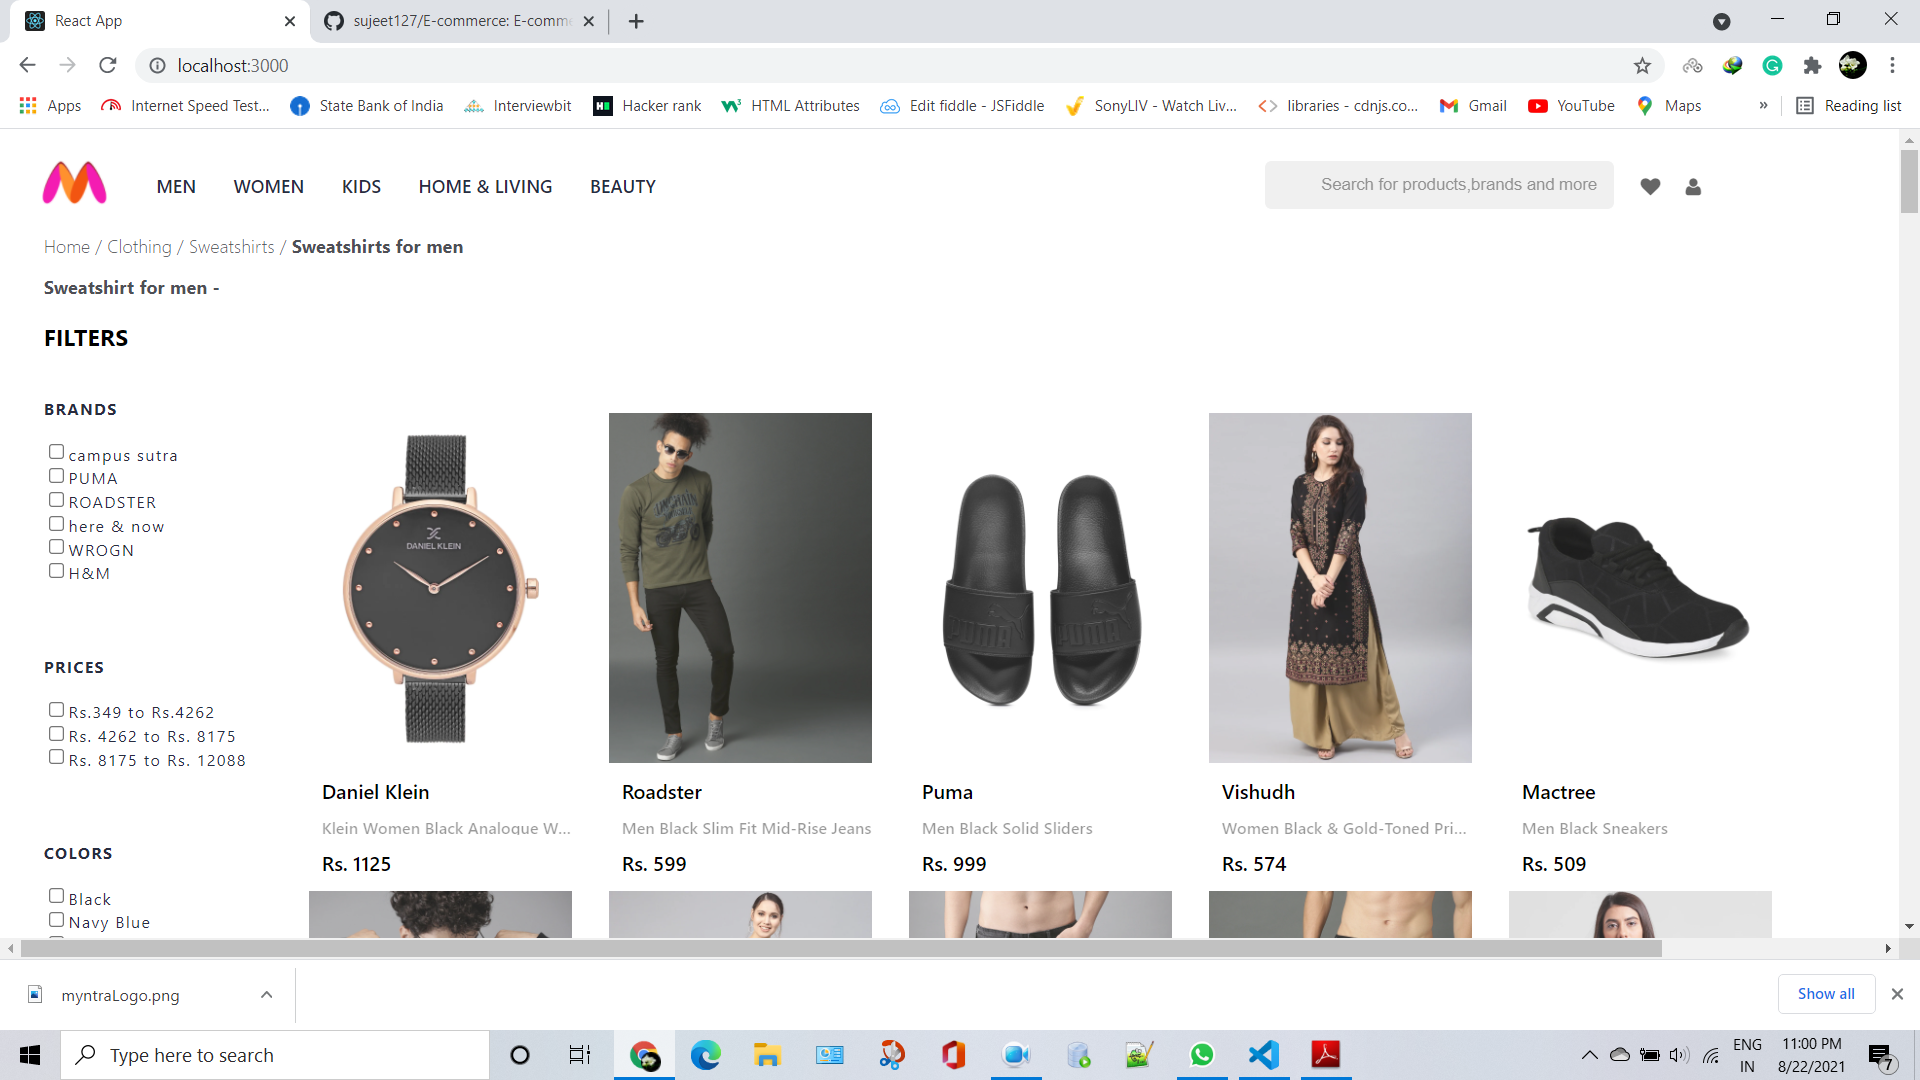 React App
sujeet127/E-commerce: E-comme
localhost:3000
Apps
Internet Speed Test...
State Bank of India
Interviewbit
Hacker rank
HTML Attributes
Edit fiddle - JSFiddle
SonyLIV - Watch Liv...
libraries - cdnjs.co...
Gmail
YouTube
Maps
»
Reading list
MEN
WOMEN
KIDS
HOME & LIVING
BEAUTY
Search for products,brands and more
Home / Clothing / Sweatshirts / Sweatshirts for men
Sweatshirt for men -
FILTERS
BRANDS
campus sutra
PUMA
ROADSTER
here & now
WROGN
H&M
PRICES
Rs.349 to Rs.4262
Rs. 4262 to Rs. 8175
Rs. 8175 to Rs. 12088
COLORS
Black
Navy Blue
DANIEL KLEIN
Daniel Klein
Klein Women Black Analogue W...
Rs. 1125
UNCHAIN
Roadster
Men Black Slim Fit Mid-Rise Jeans
Rs. 599
PUMA
PUMA
Puma
Men Black Solid Sliders
Rs. 999
Vishudh
Women Black & Gold-Toned Pri...
Rs. 574
Mactree
Men Black Sneakers
Rs. 509
myntraLogo.png
Show all
Type here to search
ENG
IN
11:00 PM
8/22/2021
7